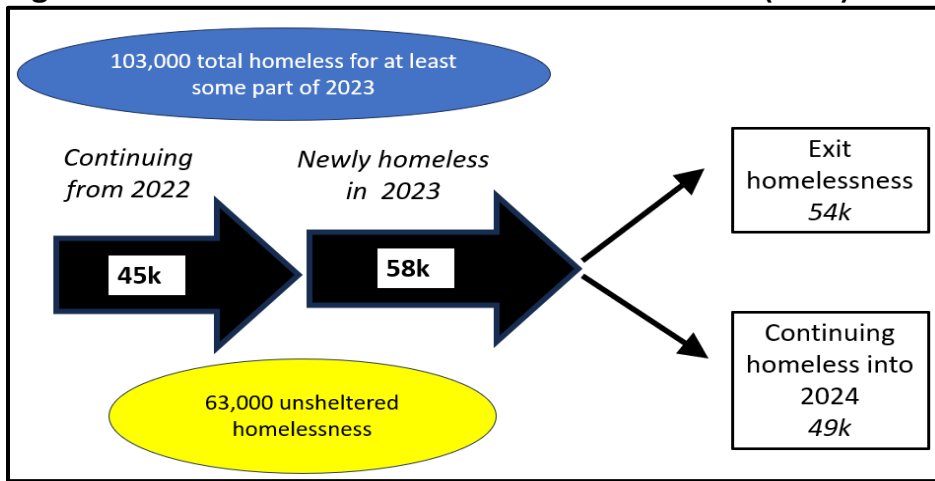 103,000 total homeless for at least
some part of 2023
Continuing
from 2022
Newly homeless
in 2023
45k
58k
Exit
homelessness
54k
Continuing
homeless into
2024
49k
63,000 unsheltered
homelessness